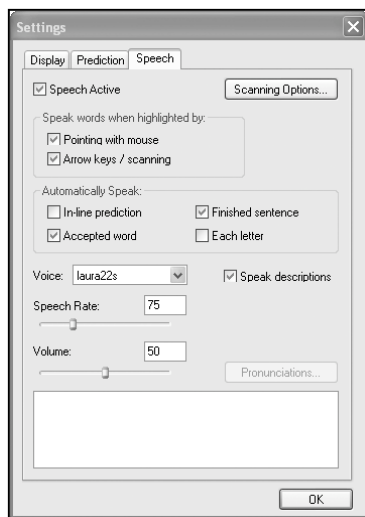 Settings
Display Prediction Speech
Speech Active Scanning Options...
Speak words when highlighted by:
Pointing with mouse
Arrow keys / scanning
Automatically Speak:
In-line prediction Finished sentence
Accepted word Each letter
Voice: laura22s Speak descriptions
Speech Rate: 75
Volume: 50
Pronunciations...
OK